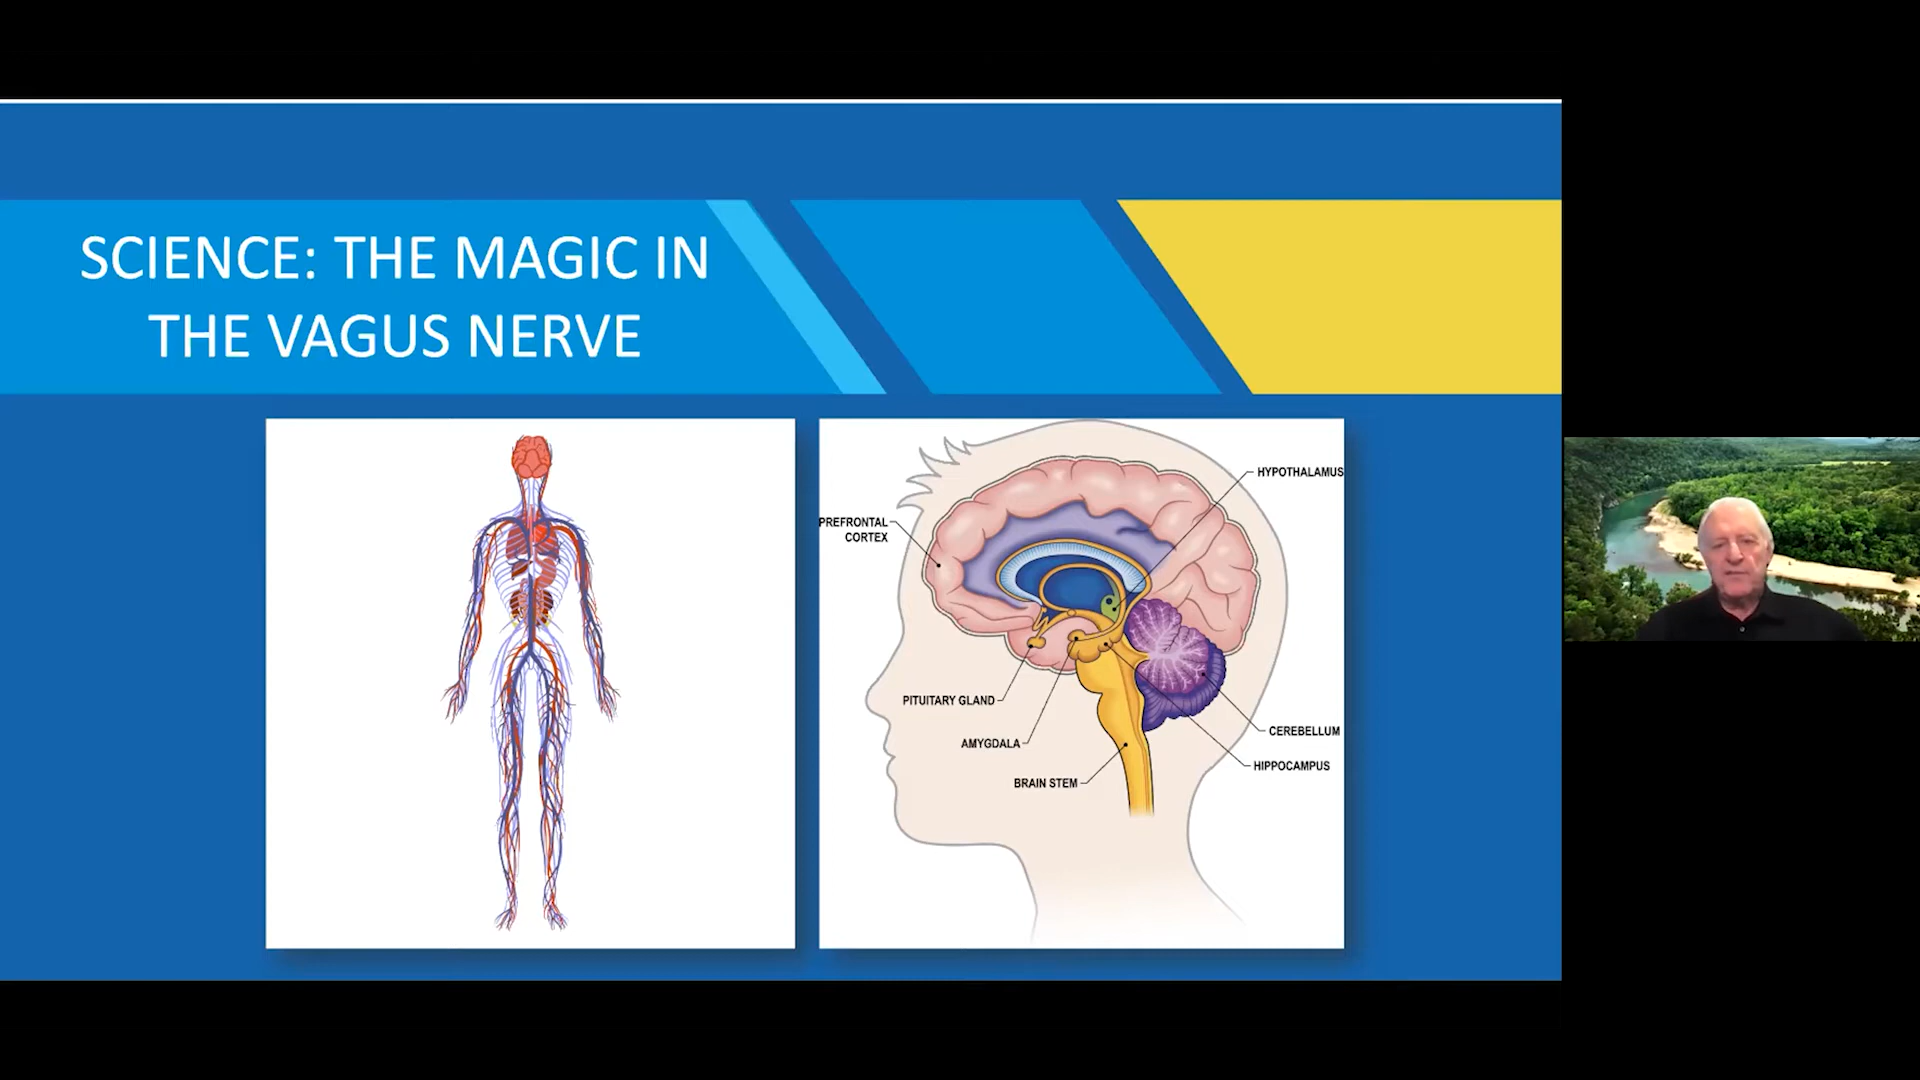 SCIENCE: THE MAGIC IN
THE VAGUS NERVE
HYPOTHALAMUS
PREFRONTAL
CORTEX
PITUITARY GLAND
AMYGDALA
BRAIN STEM
CEREBELLUM
HIPPOCAMPUS